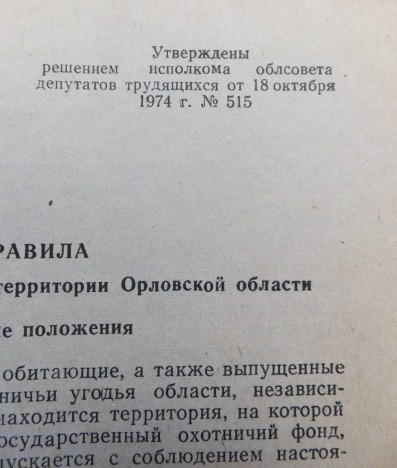 Утверждены
решением исполкома облсовета
депутатов трудящихся от 18 октября
1974 г. № 515
РАВИЛА
территории Орловской области
ие положения
обитающие, а также выпущенные
ничьи угодья области, независи-
находится территория, на которой
осударственный охотничий фонд,
пускается с соблюдением настоя-